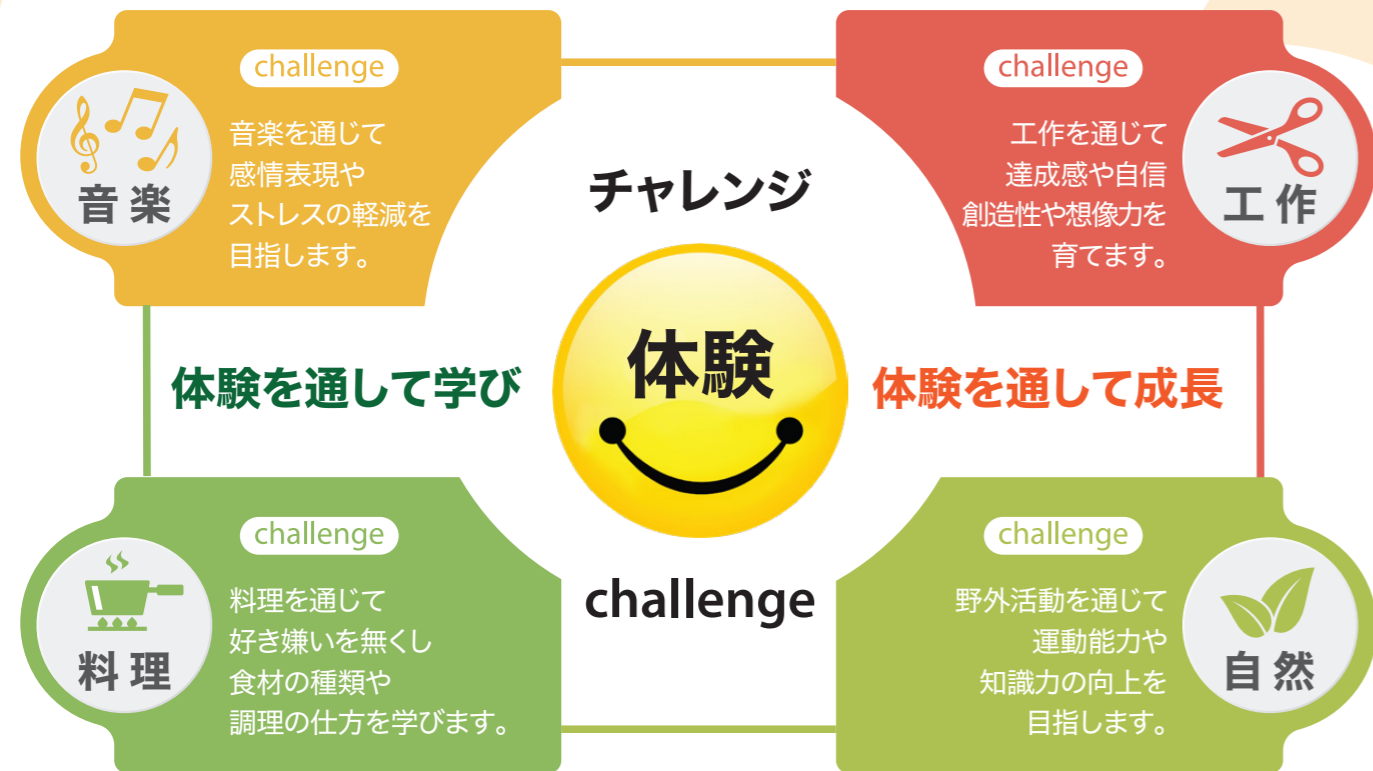 challenge
音楽を通じて
感情表現や
ストレスの軽減を
目指します。
音楽
challenge
工作を通じて
達成感や自信
創造性や想像力を
育てます。
工作
チャレンジ
体験を通して学び
体験
体験を通して成長
challenge
challenge
料理を通じて
好き嫌いを無くし
食材の種類や
調理の仕方を学びます。
料理
challenge
野外活動を通じて
運動能力や
知識力の向上を
目指します。
自然